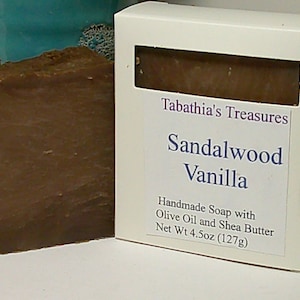 Tabathia's Treasures
Sandalwood
Vanilla
Handmade Soap with
Olive Oil and Shea Butter
Net Wt 4.5oz (127g)